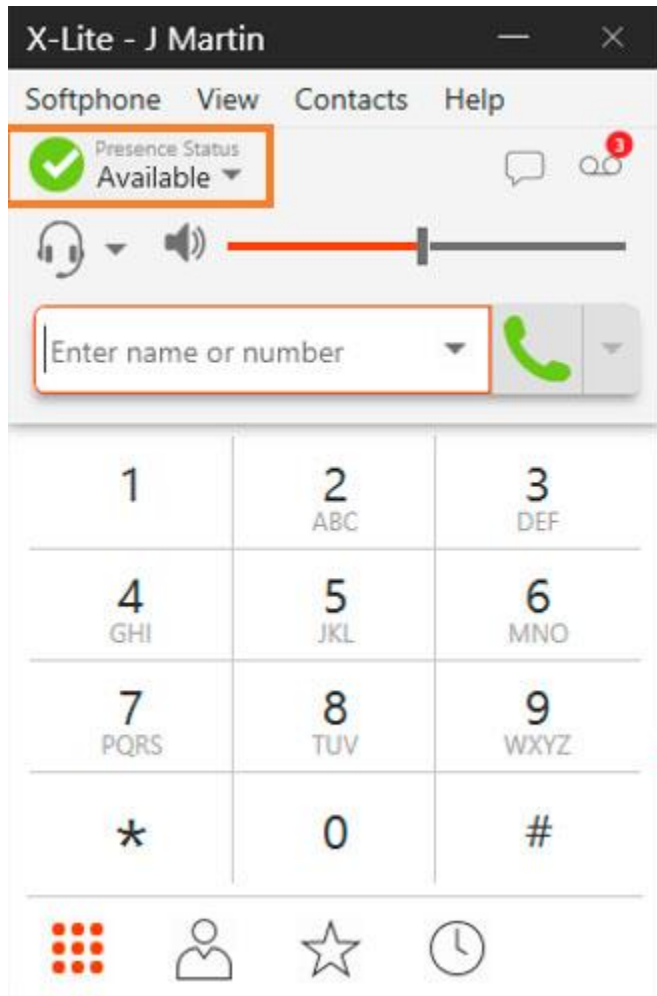 X-Lite - J Martin
Softphone View Contacts Help
Presence Status
Available
3
Enter name or number
1 2 3
ABC DEF
4 5 6
GHI JKL MNO
7 8 9
PQRS TUV WXYZ
* 0 #